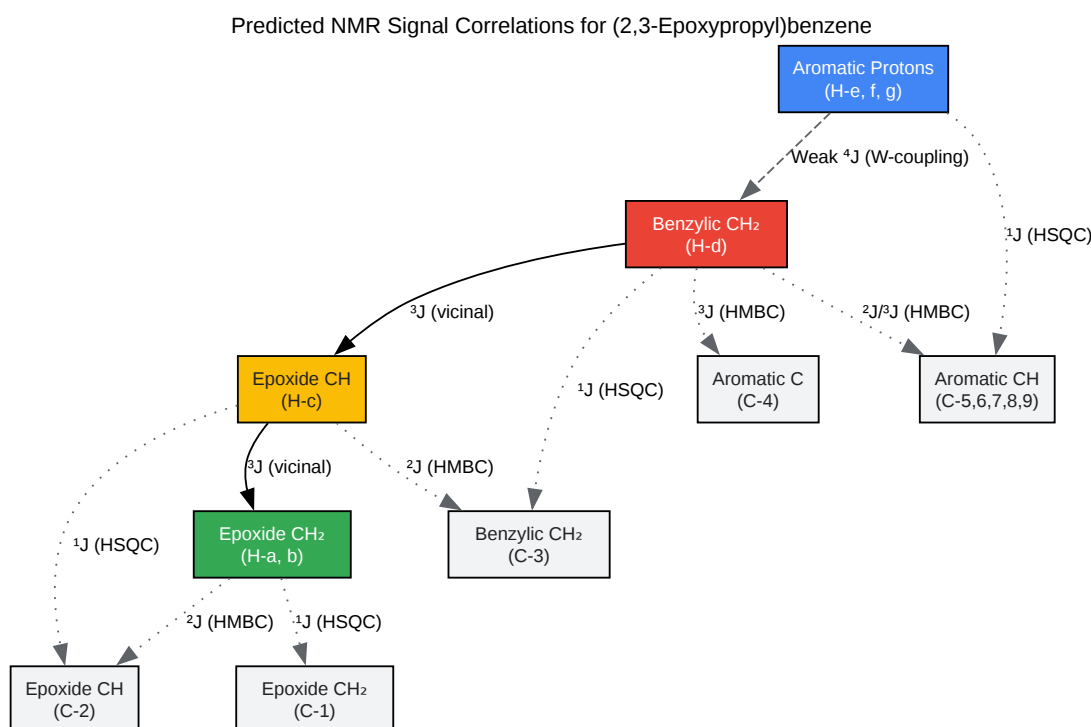 Predicted NMR Signal Correlations for (2,3-Epoxypropyl)benzene
Aromatic Protons
(H-e, f, g)
Weak ⁴J (W-coupling)
Benzylic CH₂
(H-d)
¹J (HSQC)
³J (vicinal)
³J (HMBC)
²J/³J (HMBC)
Epoxide CH
(H-c)
¹J (HSQC)
Aromatic C
(C-4)
Aromatic CH
(C-5,6,7,8,9)
³J (vicinal)
²J (HMBC)
Epoxide CH₂
(H-a, b)
Benzylic CH₂
(C-3)
¹J (HSQC)
²J (HMBC)
¹J (HSQC)
Epoxide CH
(C-2)
Epoxide CH₂
(C-1)